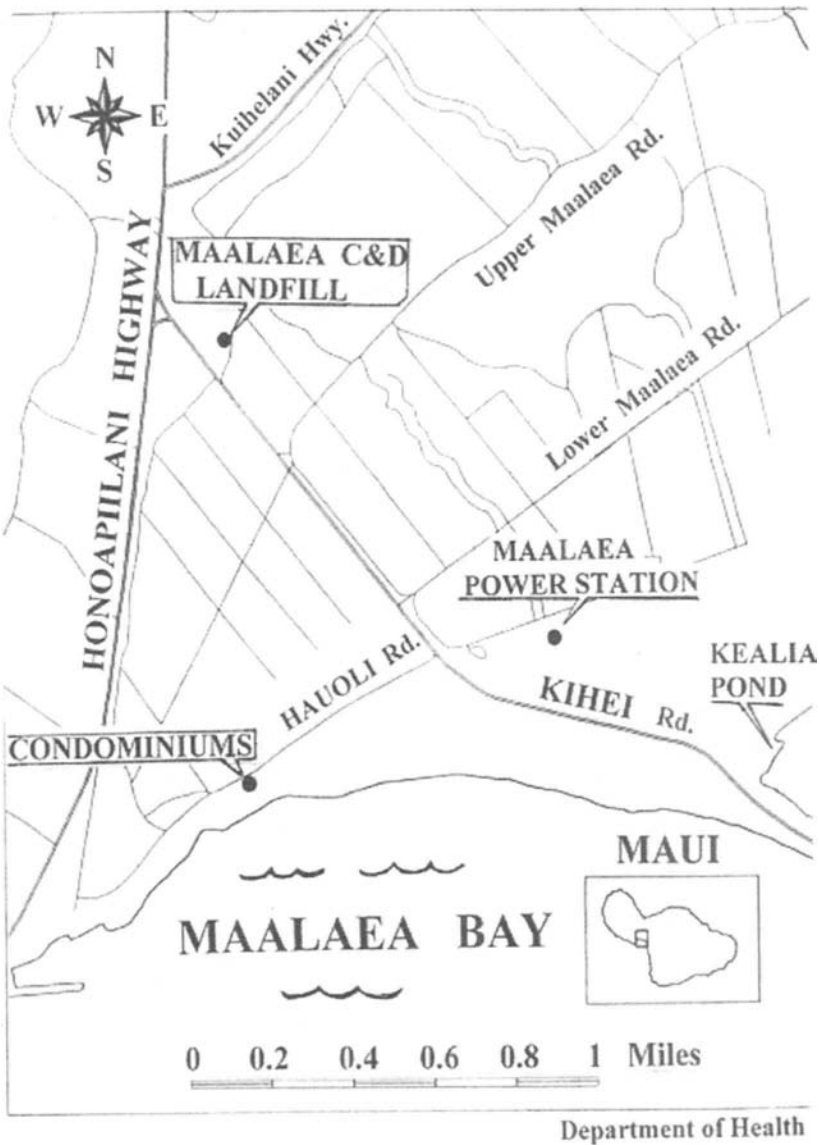 N
W E
S
Kuihelani Hwy.
MAALAEA C&D
LANDFILL
Upper Maalaea Rd.
HONOAPIILANI HIGHWAY
Lower Maalaea Rd.
MAALAEA
POWER STATION
HAUOLI Rd.
KEALIA
POND
KIHEI Rd.
CONDOMINIUMS
MAUI
MAALAEA BAY
0 0.2 0.4 0.6 0.8 1 Miles
Department of Health